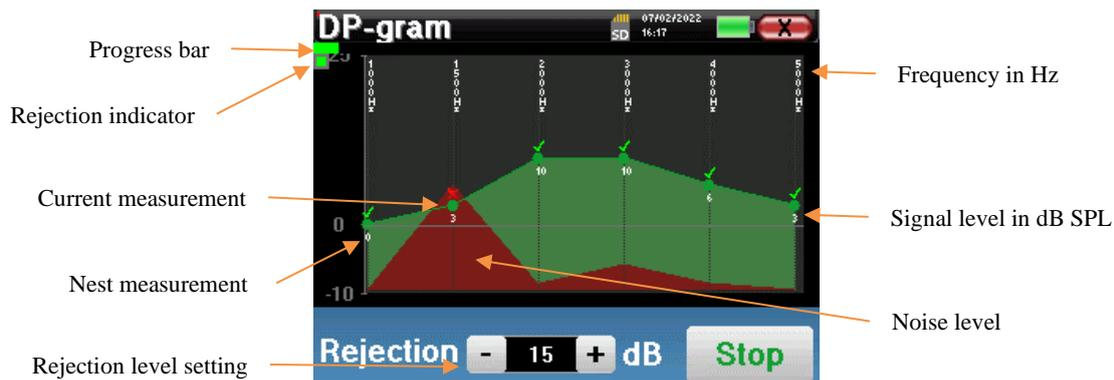 DP-gram
SD
07/02/2022
16:17
X
Progress bar
Rejection indicator
Current measurement
Nest measurement
Rejection level setting
25
0
-10
1000Hz
1500Hz
2000Hz
3000Hz
4000Hz
5000Hz
0
3
10
10
6
3
Frequency in Hz
Signal level in dB SPL
Noise level
Rejection - 15 + dB Stop